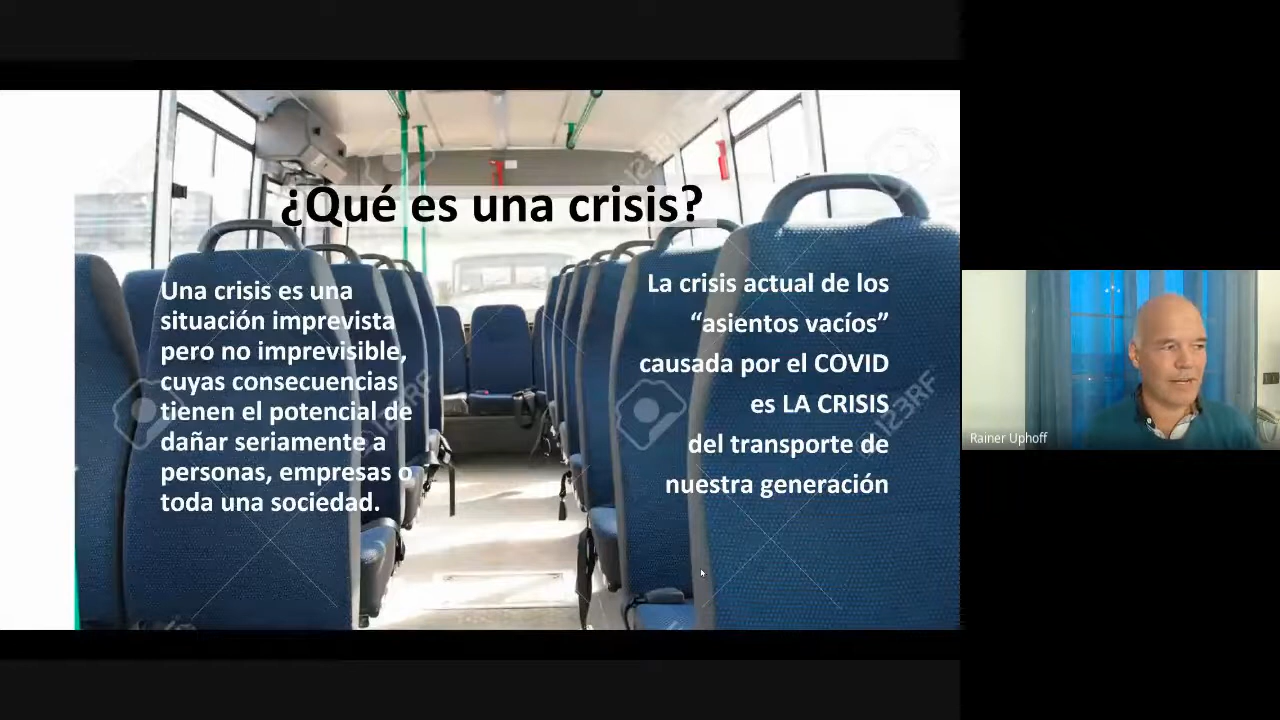 ¿Qué es una crisis?
Una crisis es una
situación imprevista
pero no imprevisible,
cuyas consecuencias
tienen el potencial de
dañar seriamente a
personas, empresas o
toda una sociedad.
La crisis actual de los
“asientos vacíos”
causada por el COVID
es LA CRISIS
del transporte de
nuestra generación
Rainer Uphoff
123RF
123RF